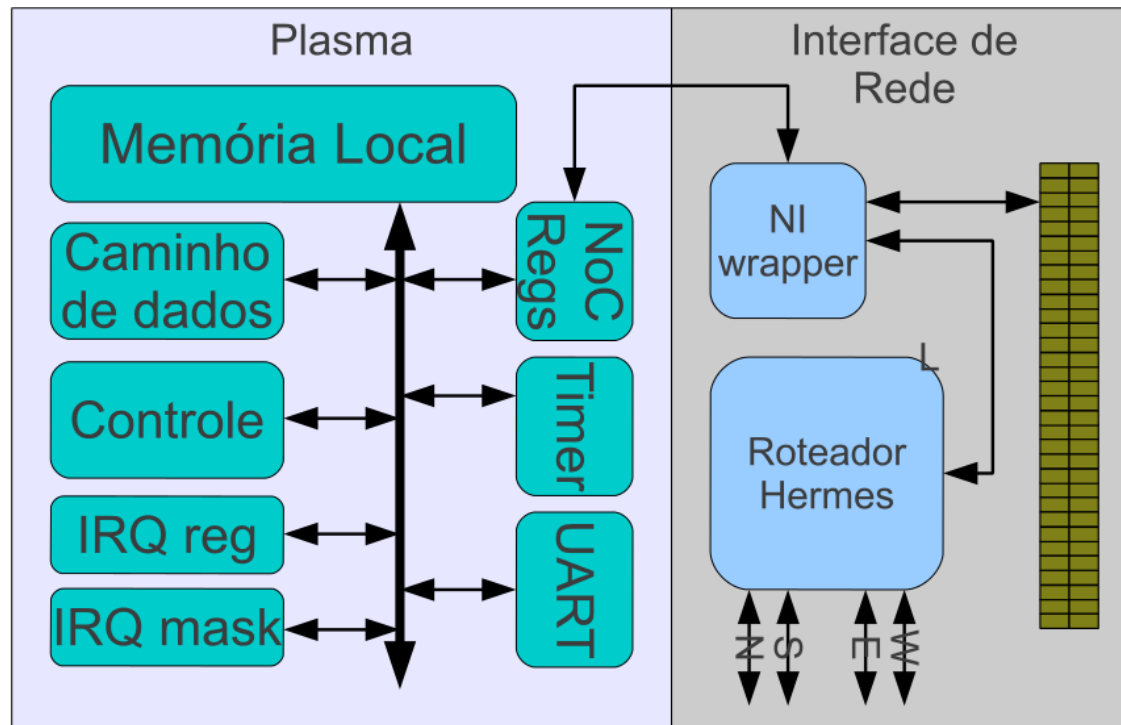 Plasma
Interface de
Rede
Memória Local
Caminho
de dados
Controle
IRQ reg
IRQ mask
NoC
Regs
Timer
UART
NI
wrapper
L
Roteador
Hermes
N
S
E
W